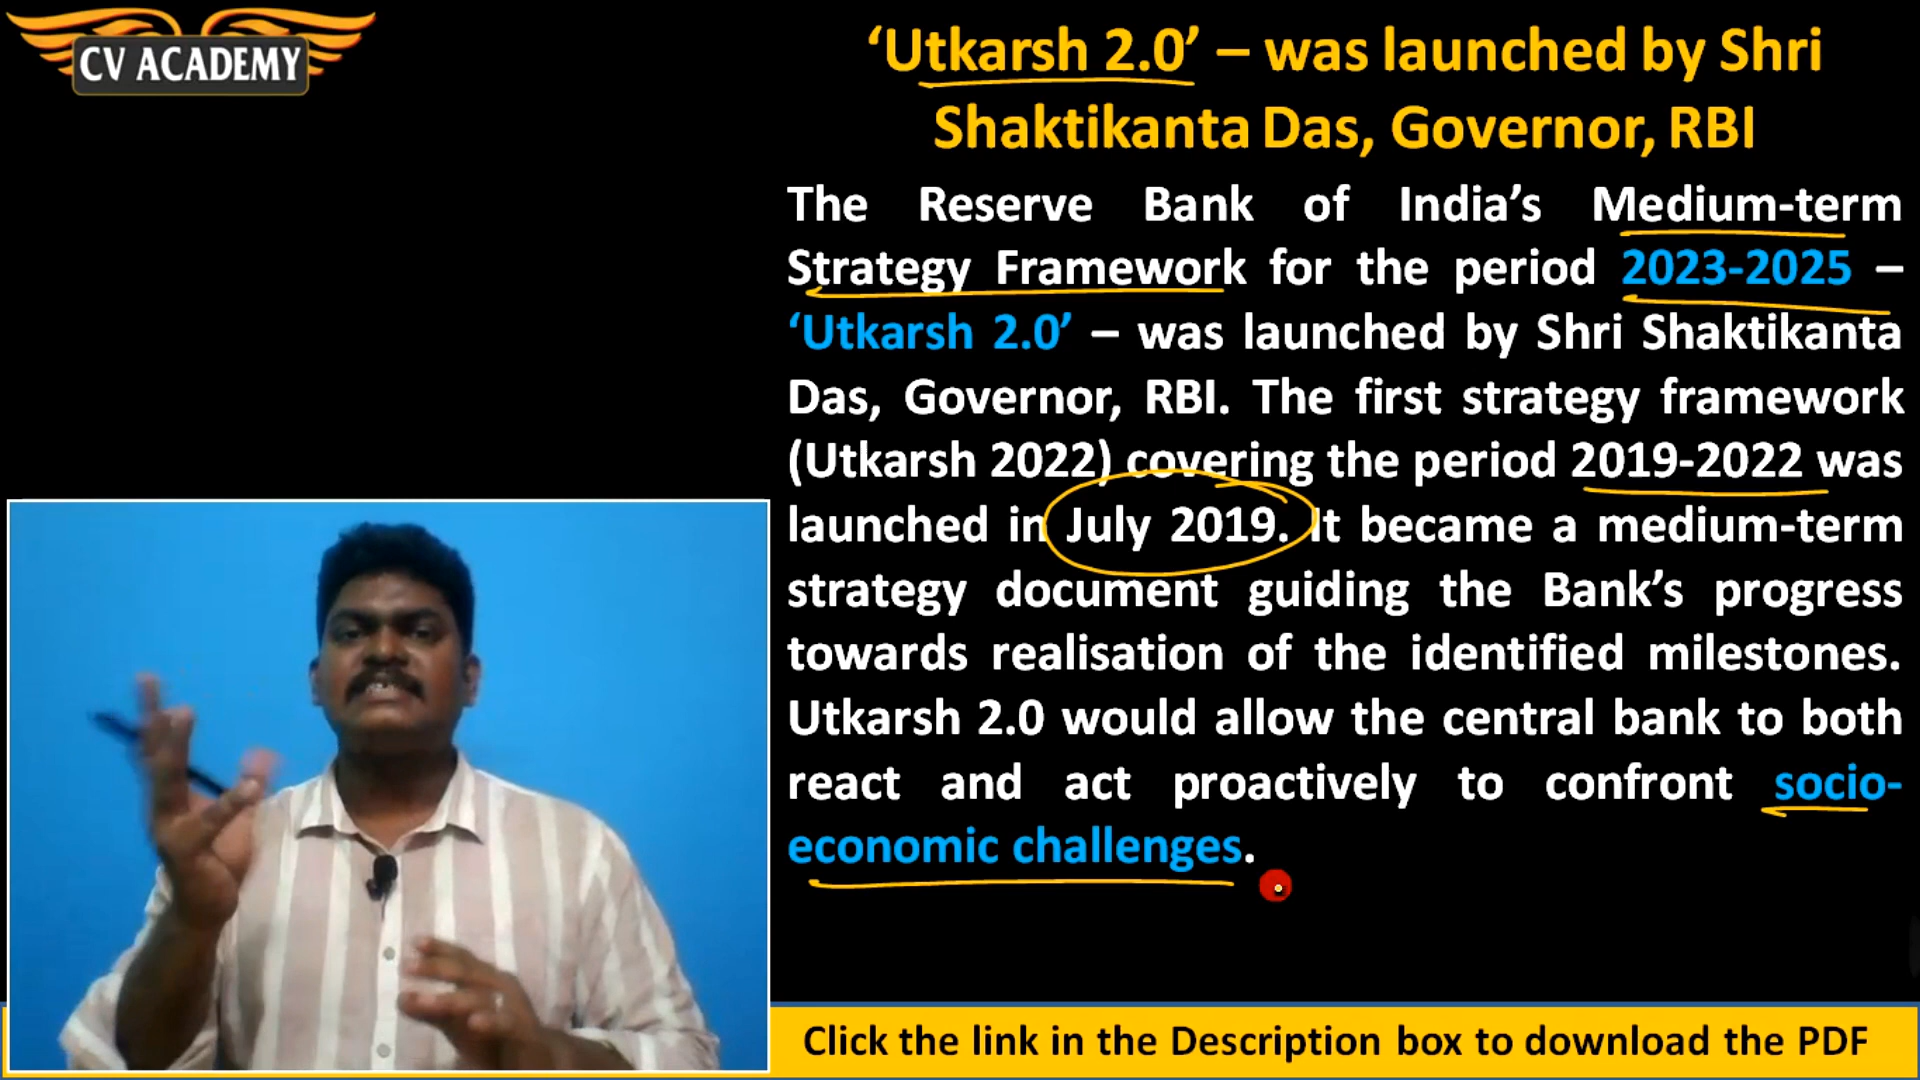 CV ACADEMY
‘Utkarsh 2.0’ – was launched by Shri
Shaktikanta Das, Governor, RBI
The Reserve Bank of India’s Medium-term
Strategy Framework for the period 2023-2025 –
‘Utkarsh 2.0’ – was launched by Shri Shaktikanta
Das, Governor, RBI. The first strategy framework
(Utkarsh 2022) covering the period 2019-2022 was
launched in July 2019. It became a medium-term
strategy document guiding the Bank’s progress
towards realisation of the identified milestones.
Utkarsh 2.0 would allow the central bank to both
react and act proactively to confront socio-
economic challenges.
Click the link in the Description box to download the PDF